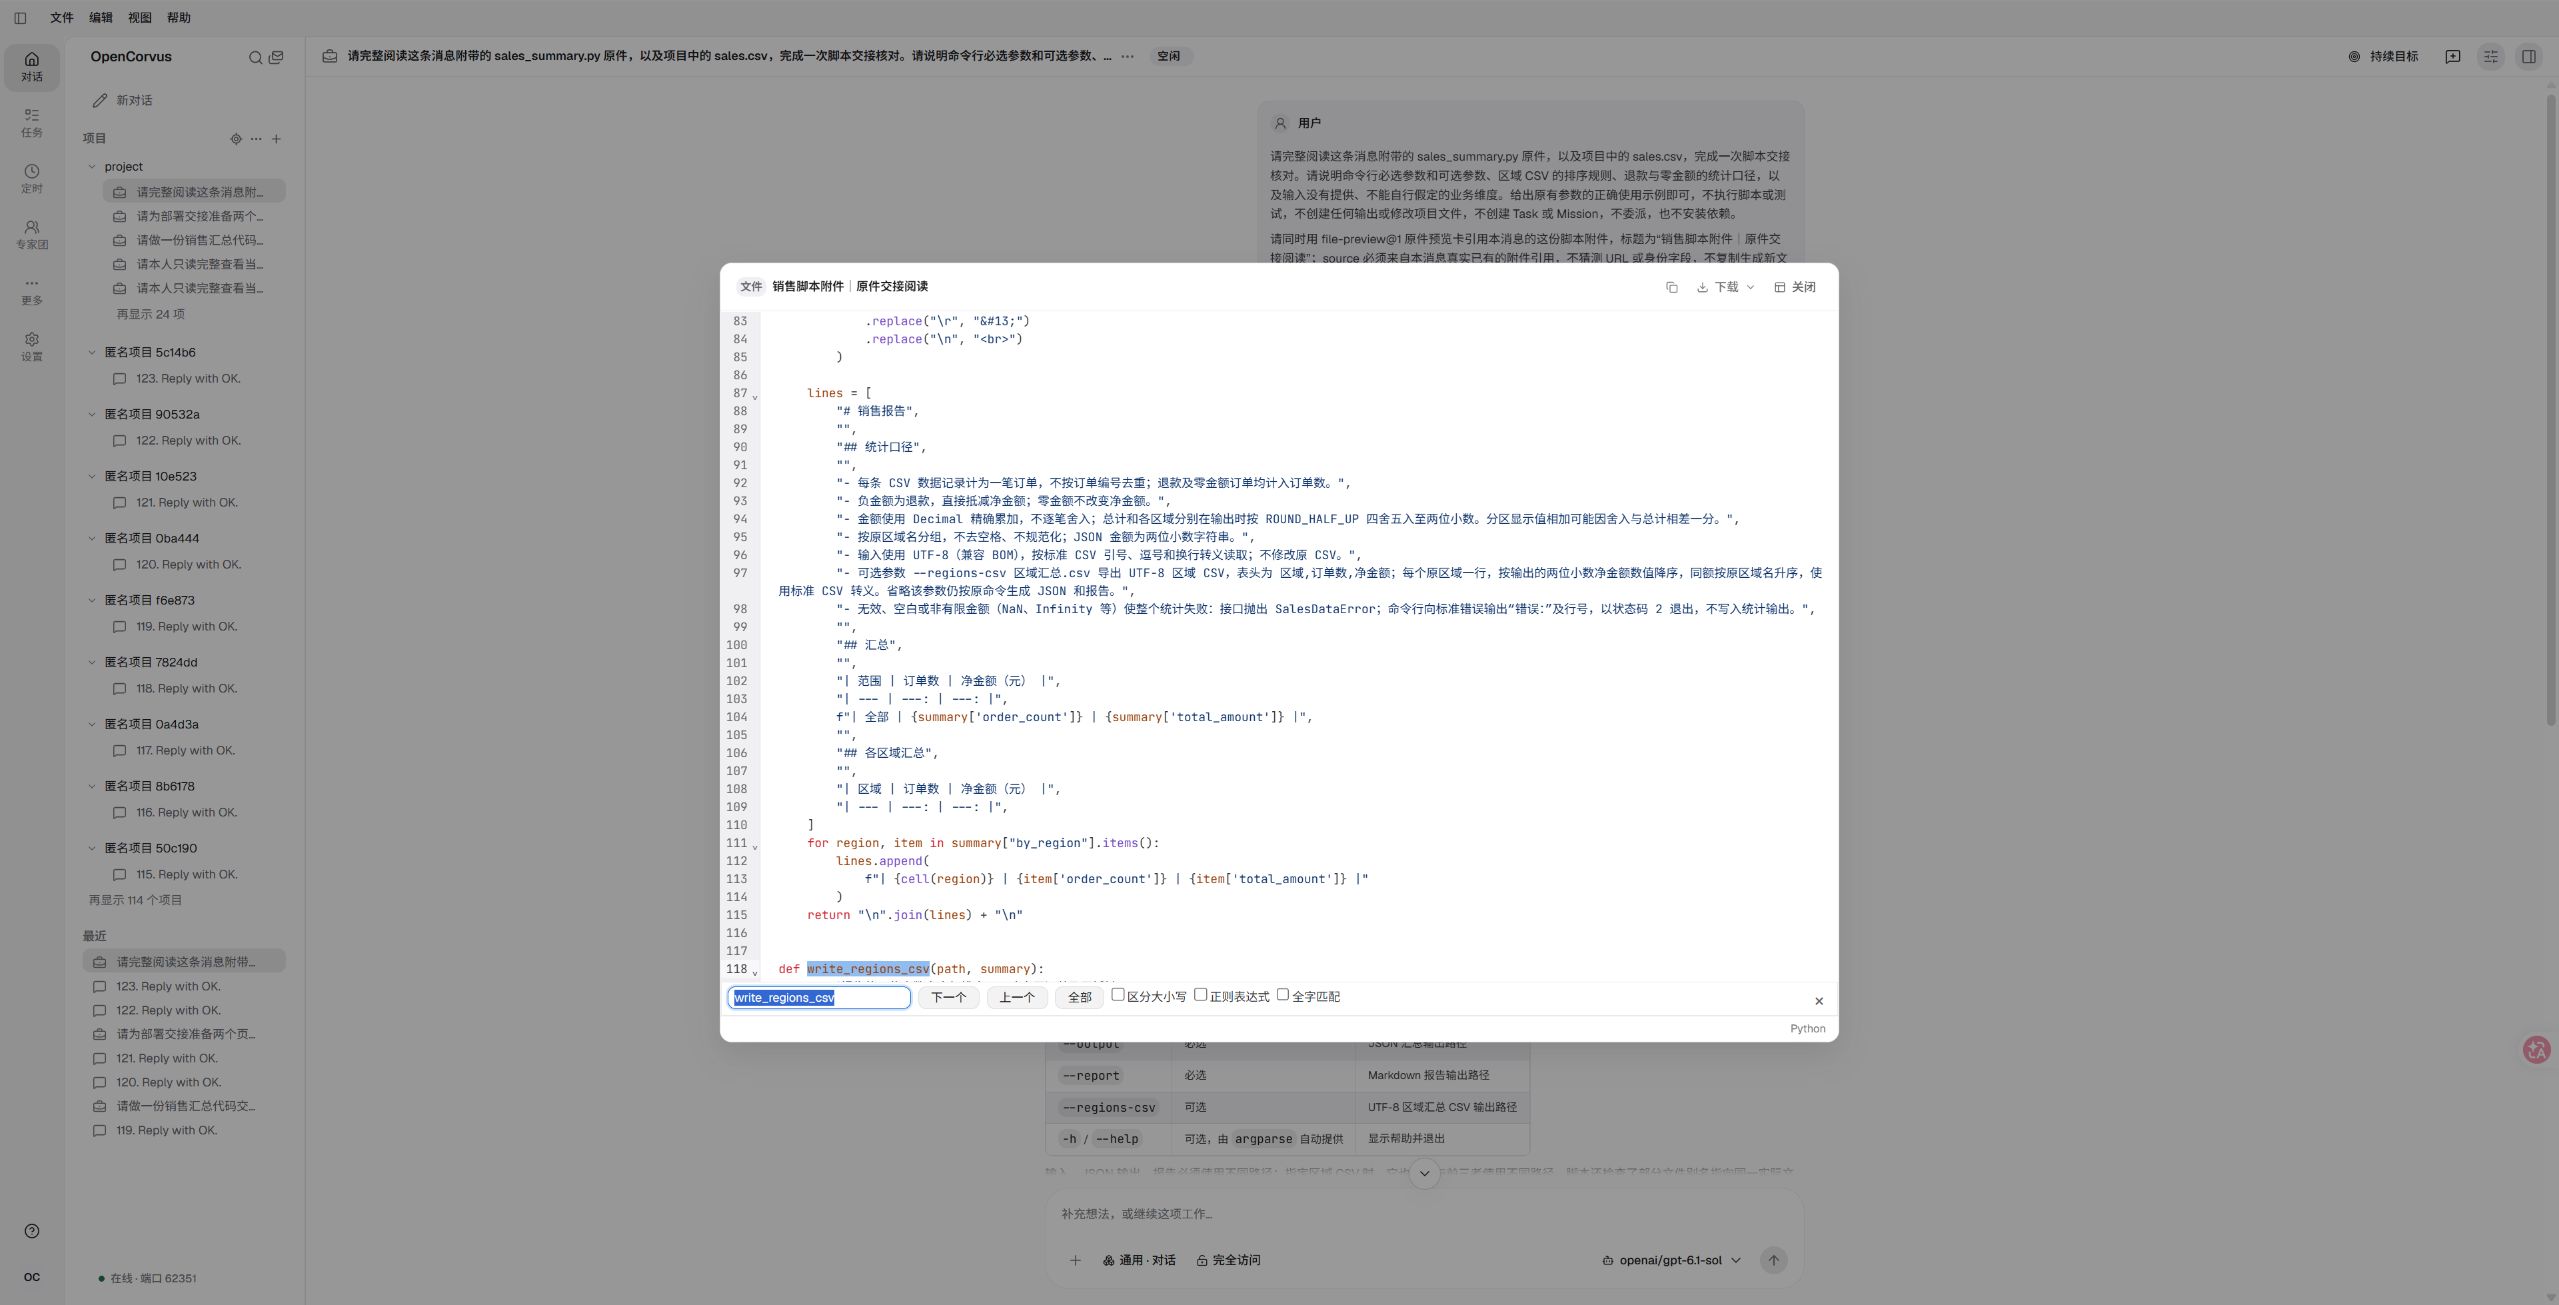 文件 编辑 视图 帮助
对话
任务
定时
专家团
更多
设置
OC
OpenCorvus
新对话
项目
project
请完整阅读这条消息附...
请为部署交接准备两个...
请做一份销售汇总代码...
请本人只读完整查看当...
请本人只读完整查看当...
再显示 24 项
匿名项目 5c14b6
123. Reply with OK.
匿名项目 90532a
122. Reply with OK.
匿名项目 10e523
121. Reply with OK.
匿名项目 0ba444
120. Reply with OK.
匿名项目 f6e873
119. Reply with OK.
匿名项目 7824dd
118. Reply with OK.
匿名项目 0a4d3a
117. Reply with OK.
匿名项目 8b6178
116. Reply with OK.
匿名项目 50c190
115. Reply with OK.
再显示 114 个项目
最近
请完整阅读这条消息附带...
123. Reply with OK.
122. Reply with OK.
请为部署交接准备两个页...
121. Reply with OK.
120. Reply with OK.
请做一份销售汇总代码交...
119. Reply with OK.
在线 · 端口 62351
请完整阅读这条消息附带的 sales_summary.py 原件，以及项目中的 sales.csv，完成一次脚本交接核对。请说明命令行必选参数和可选参数、... ··· 空闲
持续目标
用户
请完整阅读这条消息附带的 sales_summary.py 原件，以及项目中的 sales.csv，完成一次脚本交接
核对。请说明命令行必选参数和可选参数、区域 CSV 的排序规则、退款与零金额的统计口径，以
及输入没有提供、不能自行假定的业务维度。给出原有参数的正确使用示例即可，不执行脚本或测
试，不创建任何输出或修改项目文件，不创建 Task 或 Mission，不委派，也不安装依赖。
请同时用 file-preview@1 原件预览卡引用本消息的这份脚本附件，标题为“销售脚本附件｜原件交
接阅读”；source 必须来自本消息真实已有的附件引用，不猜测 URL 或身份字段，不复制生成新文
文件 销售脚本附件｜原件交接阅读
下载 关闭
83 .replace("\r", "&#13;")
84 .replace("\n", "<br>")
85 )
86
87 lines = [
88 "# 销售报告",
89 "",
90 "## 统计口径",
91 "",
92 "- 每条 CSV 数据记录计为一笔订单，不按订单编号去重；退款及零金额订单均计入订单数。",
93 "- 负金额为退款，直接抵减净金额；零金额不改变净金额。",
94 "- 金额使用 Decimal 精确累加，不逐笔舍入；总计和各区域分别在输出时按 ROUND_HALF_UP 四舍五入至两位小数。分区显示值相加可能因舍入与总计相差一分。",
95 "- 按原区域名分组，不去空格、不规范化；JSON 金额为两位小数字符串。",
96 "- 输入使用 UTF-8（兼容 BOM），按标准 CSV 引号、逗号和换行转义读取；不修改原 CSV。",
97 "- 可选参数 --regions-csv 区域汇总.csv 导出 UTF-8 区域 CSV，表头为 区域,订单数,净金额；每个原区域一行，按输出的两位小数净金额数值降序，同额按原区域名升序，使
用标准 CSV 转义。省略该参数仍按原命令生成 JSON 和报告。",
98 "- 无效、空白或非有限金额（NaN、Infinity 等）使整个统计失败：接口抛出 SalesDataError；命令行向标准错误输出“错误：”及行号，以状态码 2 退出，不写入统计输出。",
99 "",
100 "## 汇总",
101 "",
102 "| 范围 | 订单数 | 净金额（元） |",
103 "| --- | ---: | ---: |",
104 f"| 全部 | {summary['order_count']} | {summary['total_amount']} |",
105 "",
106 "## 各区域汇总",
107 "",
108 "| 区域 | 订单数 | 净金额（元） |",
109 "| --- | ---: | ---: |",
110 ]
111 for region, item in summary["by_region"].items():
112 lines.append(
113 f"| {cell(region)} | {item['order_count']} | {item['total_amount']} |"
114 )
115 return "\n".join(lines) + "\n"
116
117
118 def write_regions_csv(path, summary):
write_regions_csv 下一个 上一个 全部 区分大小写 正则表达式 全字匹配 ×
Python
--output 必选 JSON 汇总输出路径
--report 必选 Markdown 报告输出路径
--regions-csv 可选 UTF-8 区域汇总 CSV 输出路径
-h / --help 可选，由 argparse 自动提供 显示帮助并退出
补充想法，或继续这项工作...
通用 · 对话 完全访问 openai/gpt-6.1-sol